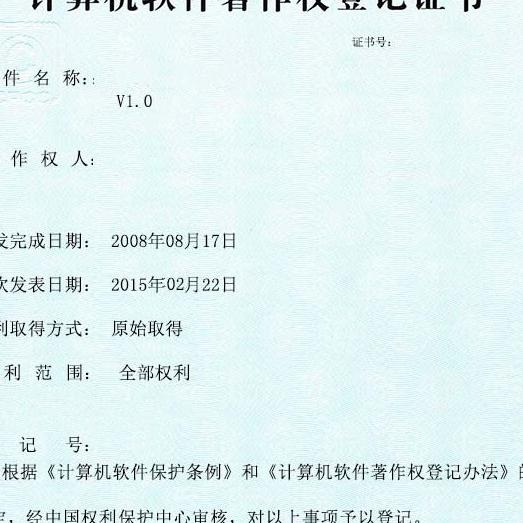 计算机软件著作权登记证书
证书号：
件 名 称：：
V1.0
作 权 人：
发完成日期： 2008年08月17日
次发表日期： 2015年02月22日
利取得方式： 原始取得
利 范 围： 全部权利
记 号：
根据《计算机软件保护条例》和《计算机软件著作权登记办法》的
定，经中国权利保护中心审核，对以上事项予以登记。